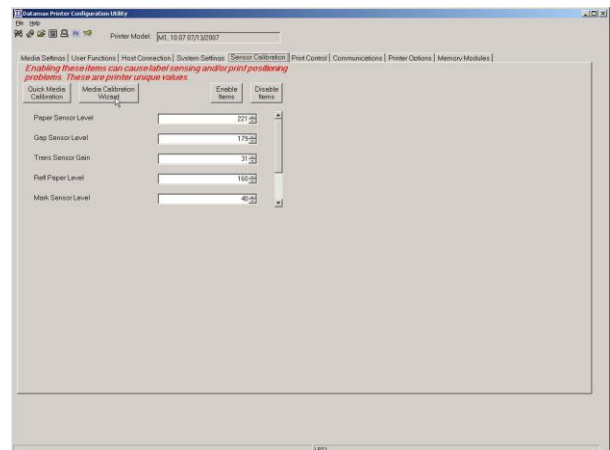 Datamax Printer Configuration Utility
File Help
Printer Model: M1, 10.07 07/13/2007
Media Settings User Functions Host Connection System Settings Sensor Calibration Print Control Communications Printer Options Memory Modules
Enabling these items can cause label sensing and/or print positioning
problems. These are printer unique values.
Quick Media Calibration Media Calibration Wizard Enable Items Disable Items
Paper Sensor Level 221
Gap Sensor Level 179
Trans Sensor Gain 31
Refl Paper Level 160
Mark Sensor Level 40
LPT1